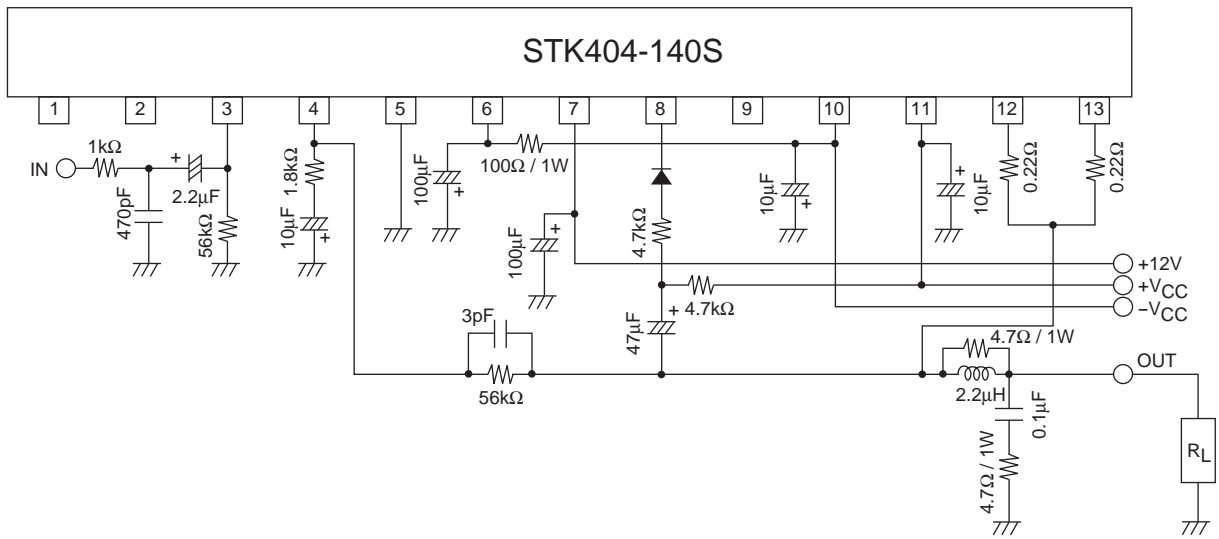 STK404-140S
1 2 3 4 5 6 7 8 9 10 11 12 13
IN
1kΩ
470pF
+
2.2μF
56kΩ
1.8kΩ
10μF
+
100μF
+
100Ω / 1W
100μF
+
4.7kΩ
10μF
+
+
10μF
0.22Ω
0.22Ω
+12V
+VCC
−VCC
+
4.7kΩ
47μF
3pF
56kΩ
4.7Ω / 1W
2.2μH
OUT
0.1μF
4.7Ω / 1W
RL